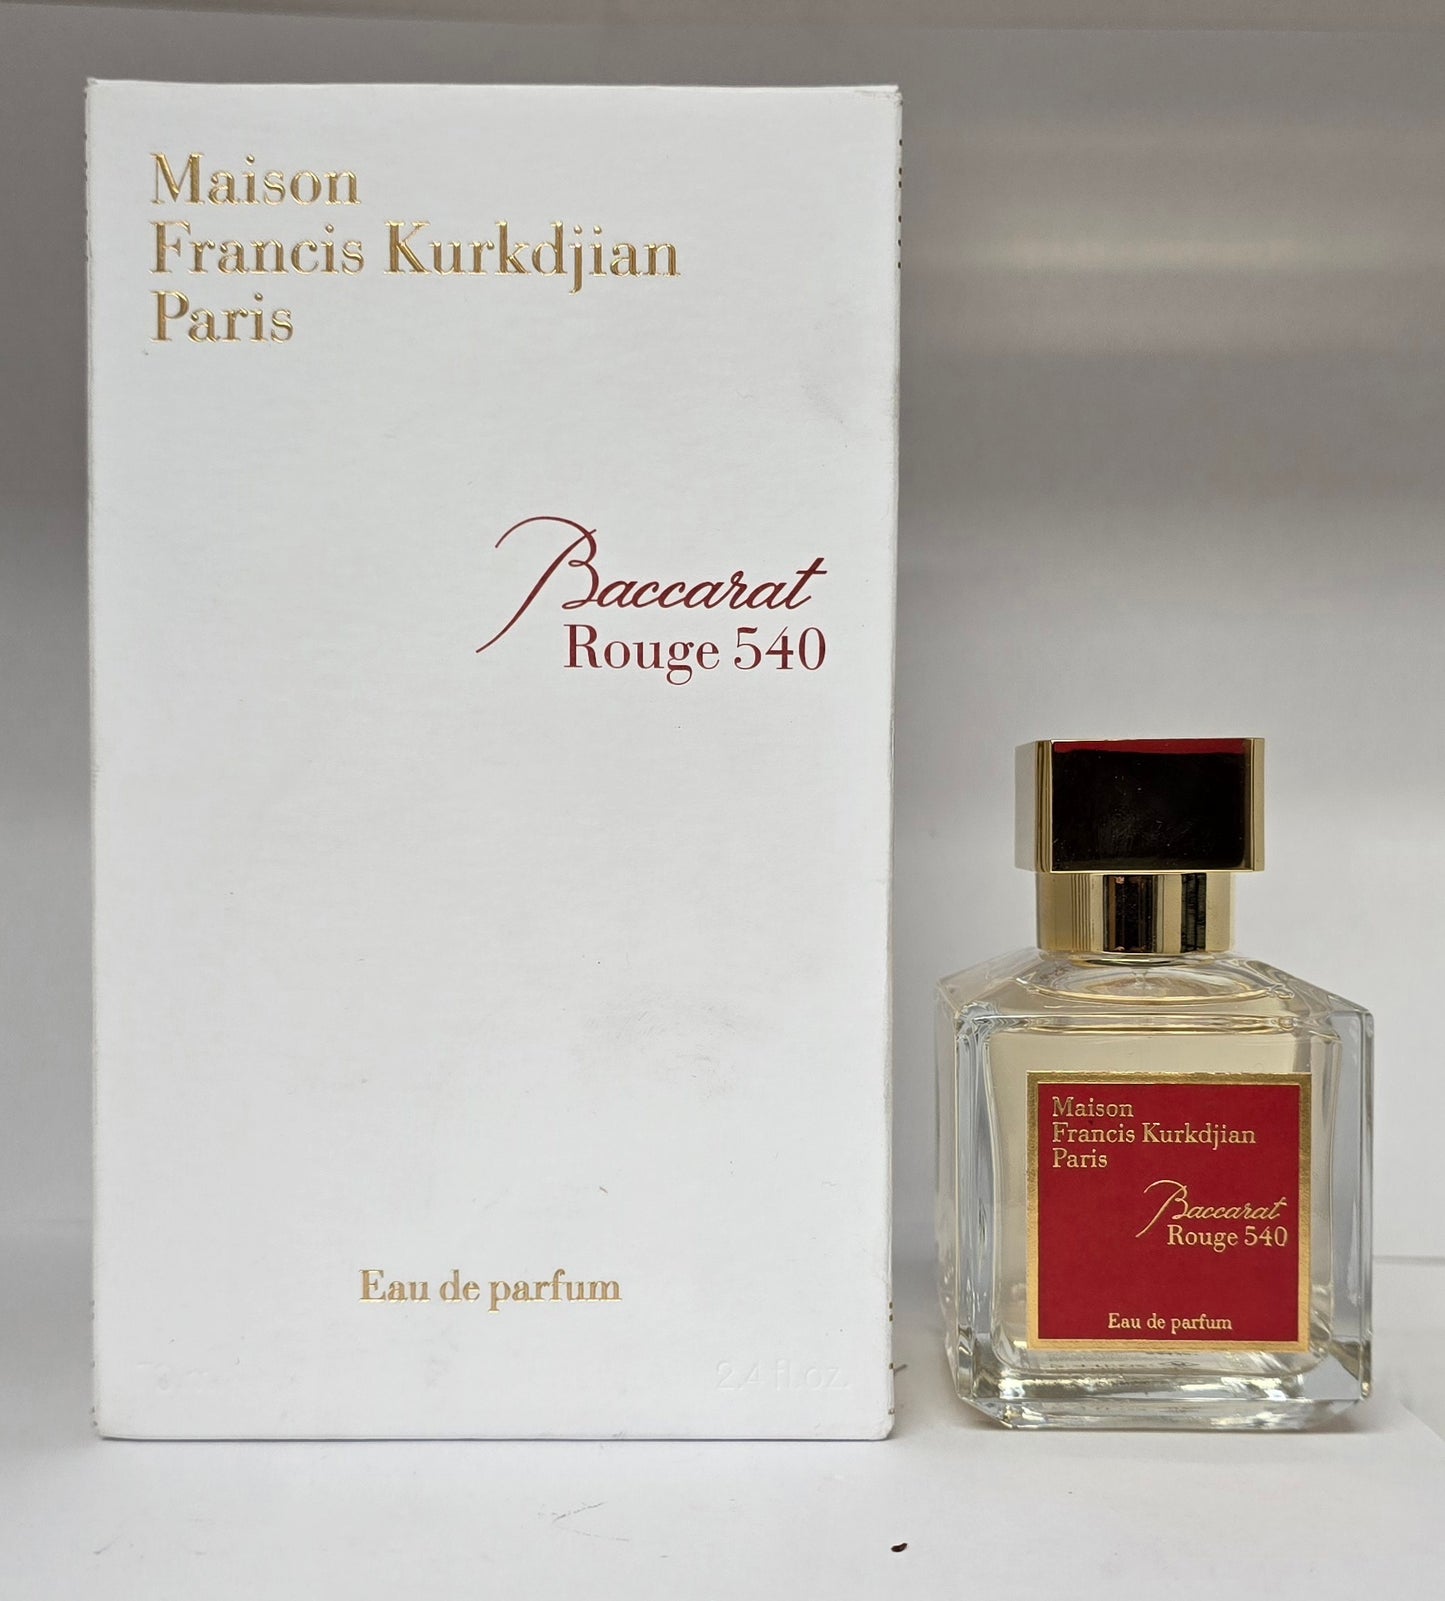 Maison
Francis Kurkdjian
Paris
Baccarat
Rouge 540
Eau de parfum
2.4 fl.oz.
Maison
Francis Kurkdjian
Paris
Baccarat
Rouge 540
Eau de parfum